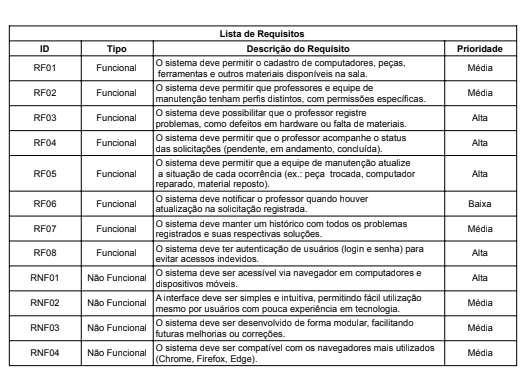 Lista de Requisitos
ID Tipo Descrição do Requisito Prioridade
RF01 Funcional O sistema deve permitir o cadastro de computadores, peças, Média
ferramentas e outros materiais disponíveis na sala.
RF02 Funcional O sistema deve permitir que professores e equipe de Média
manutenção tenham perfis distintos, com permissões específicas.
RF03 Funcional O sistema deve possibilitar que o professor registre Alta
problemas, como defeitos em hardware ou falta de materiais.
RF04 Funcional O sistema deve permitir que o professor acompanhe o status Alta
das solicitações (pendente, em andamento, concluída).
RF05 Funcional O sistema deve permitir que a equipe de manutenção atualize Alta
a situação de cada ocorrência (ex.: peça trocada, computador
reparado, material reposto).
RF06 Funcional O sistema deve notificar o professor quando houver Baixa
atualização na solicitação registrada.
RF07 Funcional O sistema deve manter um histórico com todos os problemas Média
registrados e suas respectivas soluções.
RF08 Funcional O sistema deve ter autenticação de usuários (login e senha) para Alta
evitar acessos indevidos.
RNF01 Não Funcional O sistema deve ser acessível via navegador em computadores e Alta
dispositivos móveis.
RNF02 Não Funcional A interface deve ser simples e intuitiva, permitindo fácil utilização Média
mesmo por usuários com pouca experiência em tecnologia.
RNF03 Não Funcional O sistema deve ser desenvolvido de forma modular, facilitando Média
futuras melhorias ou correções.
RNF04 Não Funcional O sistema deve ser compatível com os navegadores mais utilizados Média
(Chrome, Firefox, Edge).